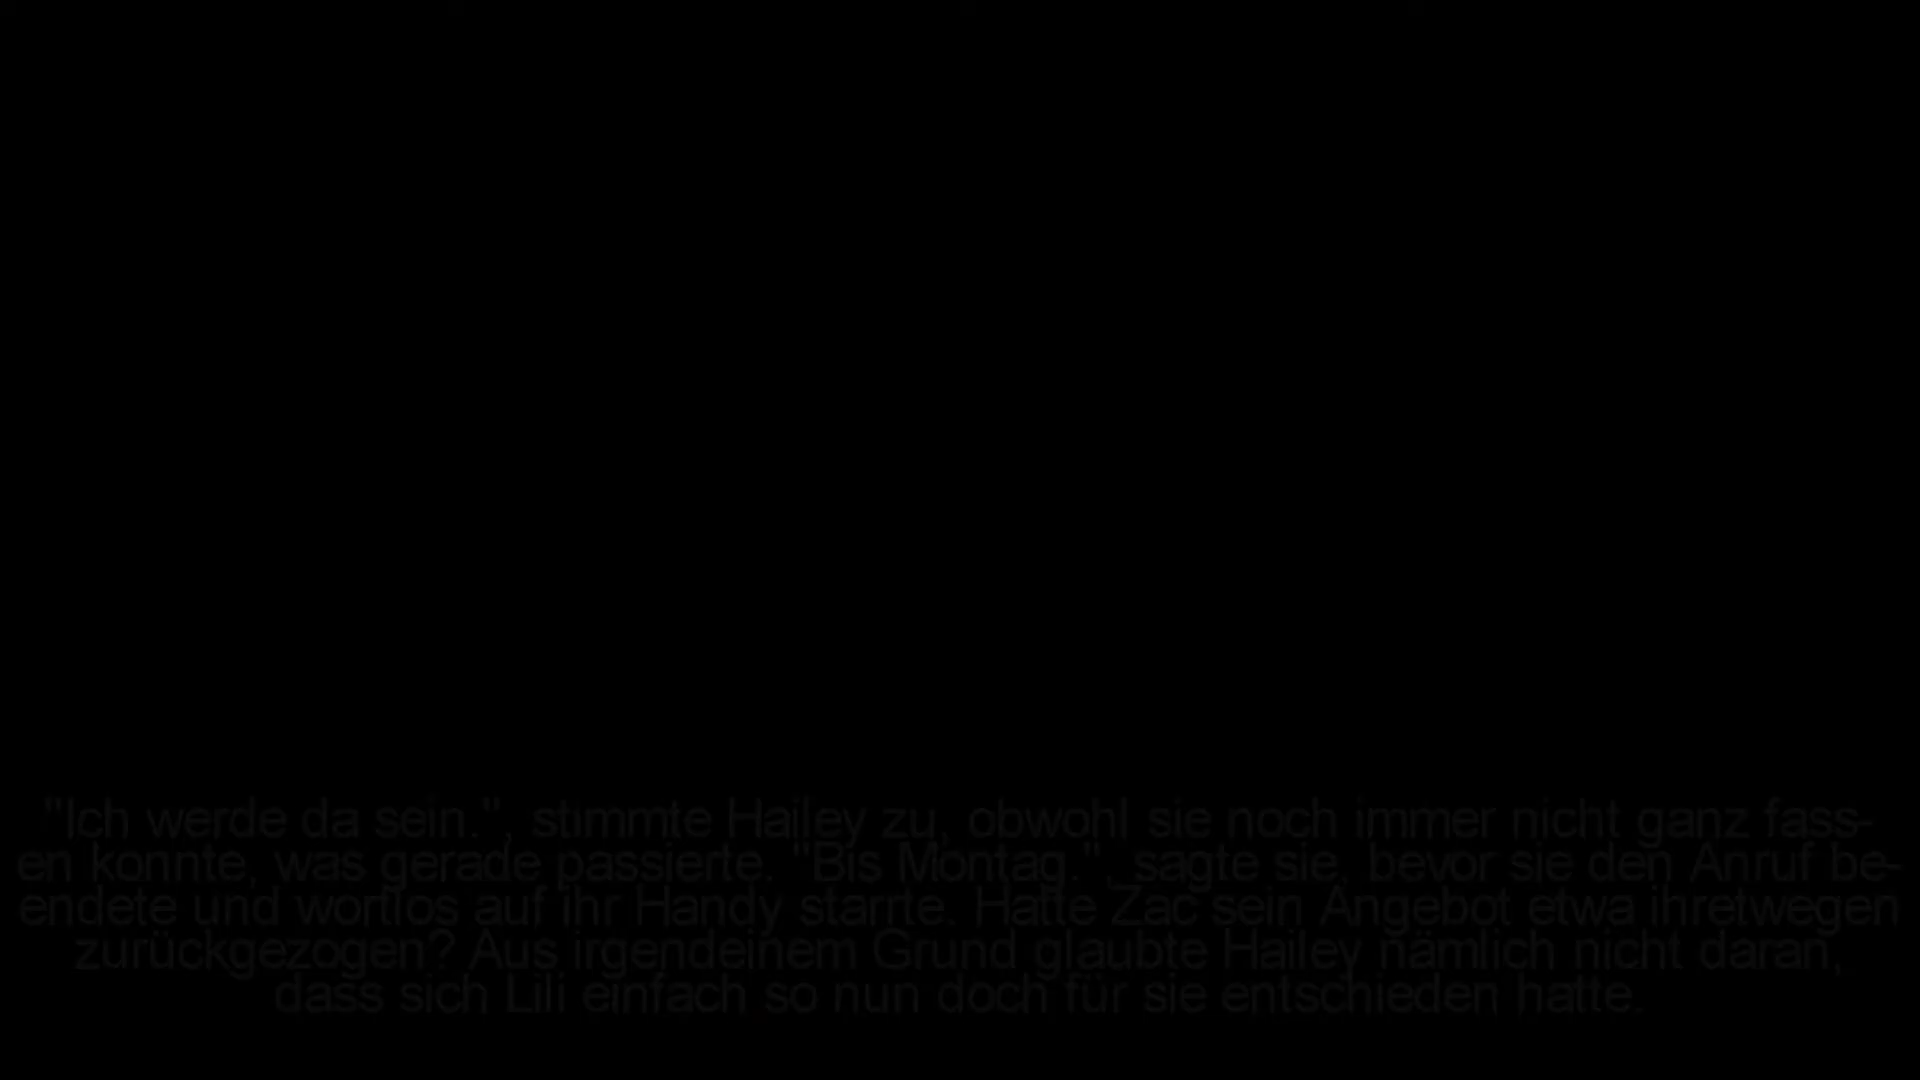 "Ich werde da sein.", stimmte Hailey zu, obwohl sie noch immer nicht ganz fass-
en konnte, was gerade passierte. "Bis Montag.", sagte sie, bevor sie den Anruf be-
endete und wortlos auf ihr Handy starrte. Hatte Zac sein Angebot etwa ihretwegen
zurückgezogen? Aus irgendeinem Grund glaubte Hailey nämlich nicht daran,
dass sich Lili einfach so nun doch für sie entschieden hatte.